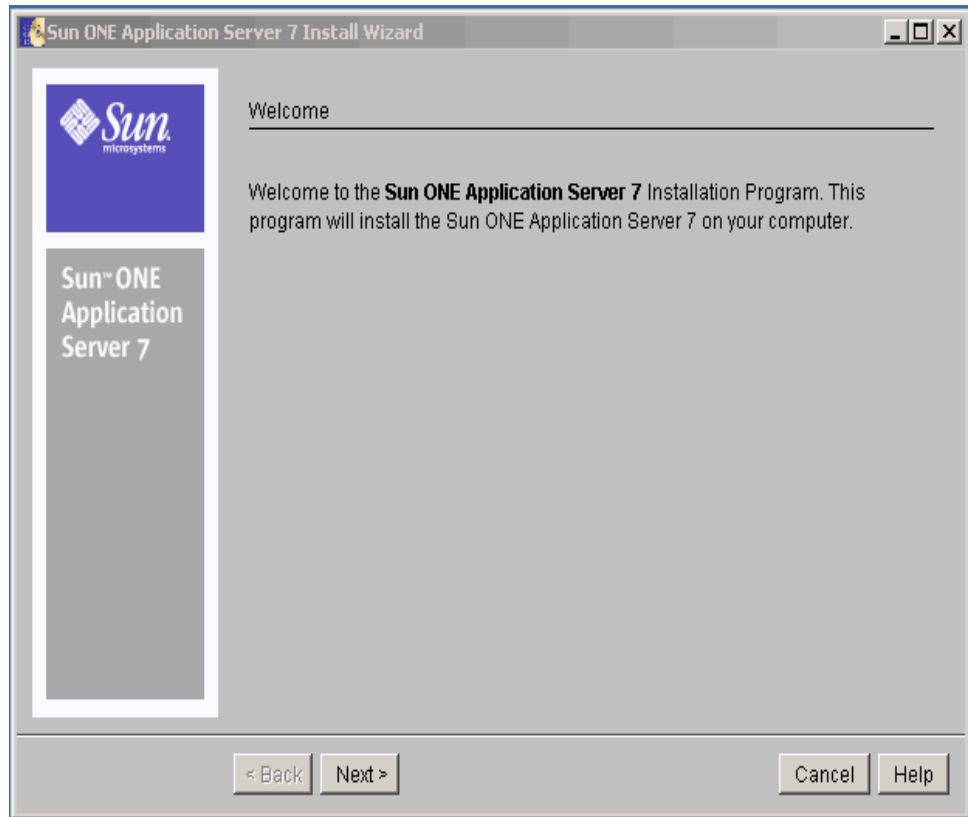 Sun ONE Application Server 7 Install Wizard
Sun
microsystems
Sun™ ONE
Application
Server 7
Welcome
Welcome to the Sun ONE Application Server 7 Installation Program. This
program will install the Sun ONE Application Server 7 on your computer.
< Back
Next >
Cancel
Help